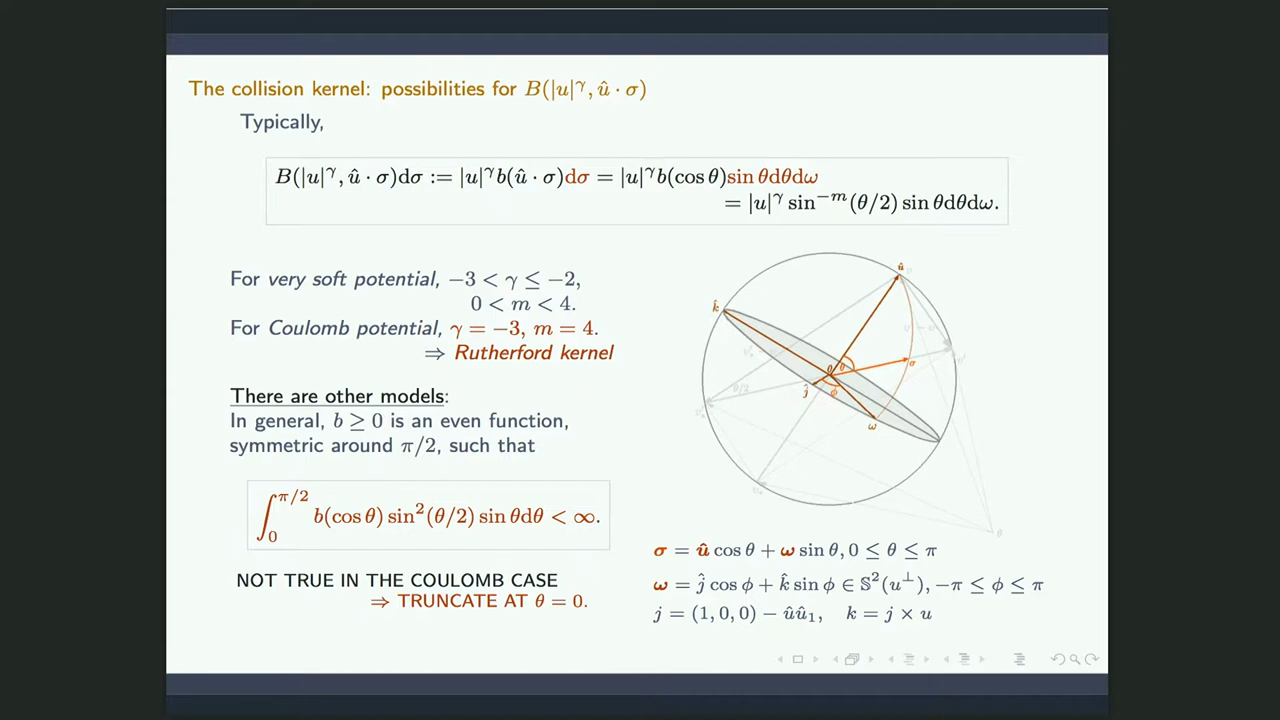 The collision kernel: possibilities for B(|u|^γ, û · σ)
Typically,
B(|u|^γ, û · σ)dσ := |u|^γ b(û · σ)dσ = |u|^γ b(cos θ) sin θdθdω
= |u|^γ sin^−m(θ/2) sin θdθdω.
For very soft potential, −3 < γ ≤ −2,
0 < m < 4.
For Coulomb potential, γ = −3, m = 4.
⇒ Rutherford kernel
There are other models:
In general, b ≥ 0 is an even function,
symmetric around π/2, such that
∫_0^π/2 b(cos θ) sin²(θ/2) sin θdθ < ∞.
NOT TRUE IN THE COULOMB CASE
⇒ TRUNCATE AT θ = 0.
û
k̂
θ
σ
ĵ
ϕ
ω
θ/2
σ = û cos θ + ω sin θ, 0 ≤ θ ≤ π
ω = ĵ cos ϕ + k̂ sin ϕ ∈ 𝕊²(u^⊥), −π ≤ ϕ ≤ π
j = (1, 0, 0) − ûû₁, k = j × u